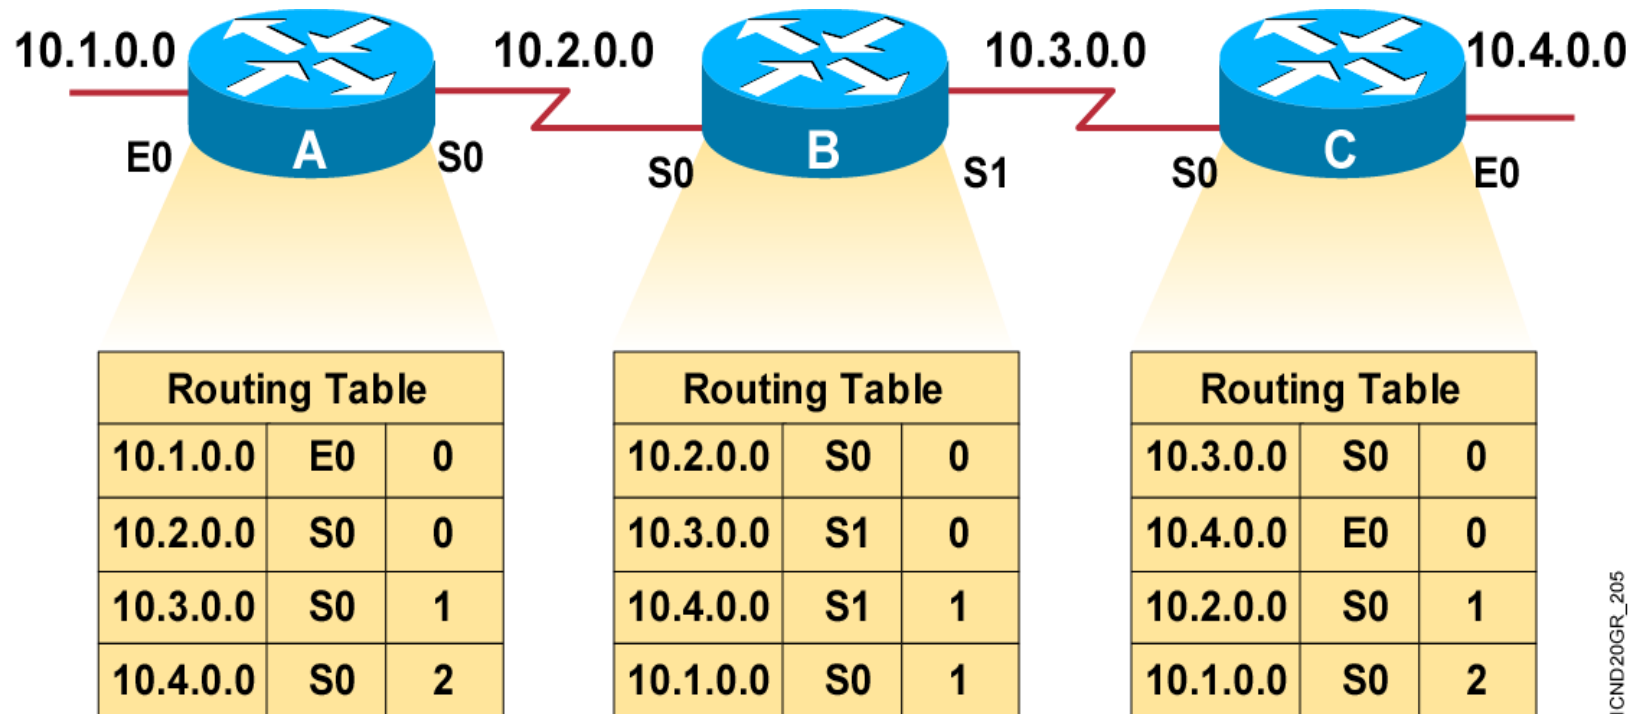 10.1.0.0 10.2.0.0 10.3.0.0 10.4.0.0
A B C
E0 S0 S0 S1 S0 E0
Routing Table
10.1.0.0 E0 0
10.2.0.0 S0 0
10.3.0.0 S0 1
10.4.0.0 S0 2
Routing Table
10.2.0.0 S0 0
10.3.0.0 S1 0
10.4.0.0 S1 1
10.1.0.0 S0 1
Routing Table
10.3.0.0 S0 0
10.4.0.0 E0 0
10.2.0.0 S0 1
10.1.0.0 S0 2
ICND20GR_205